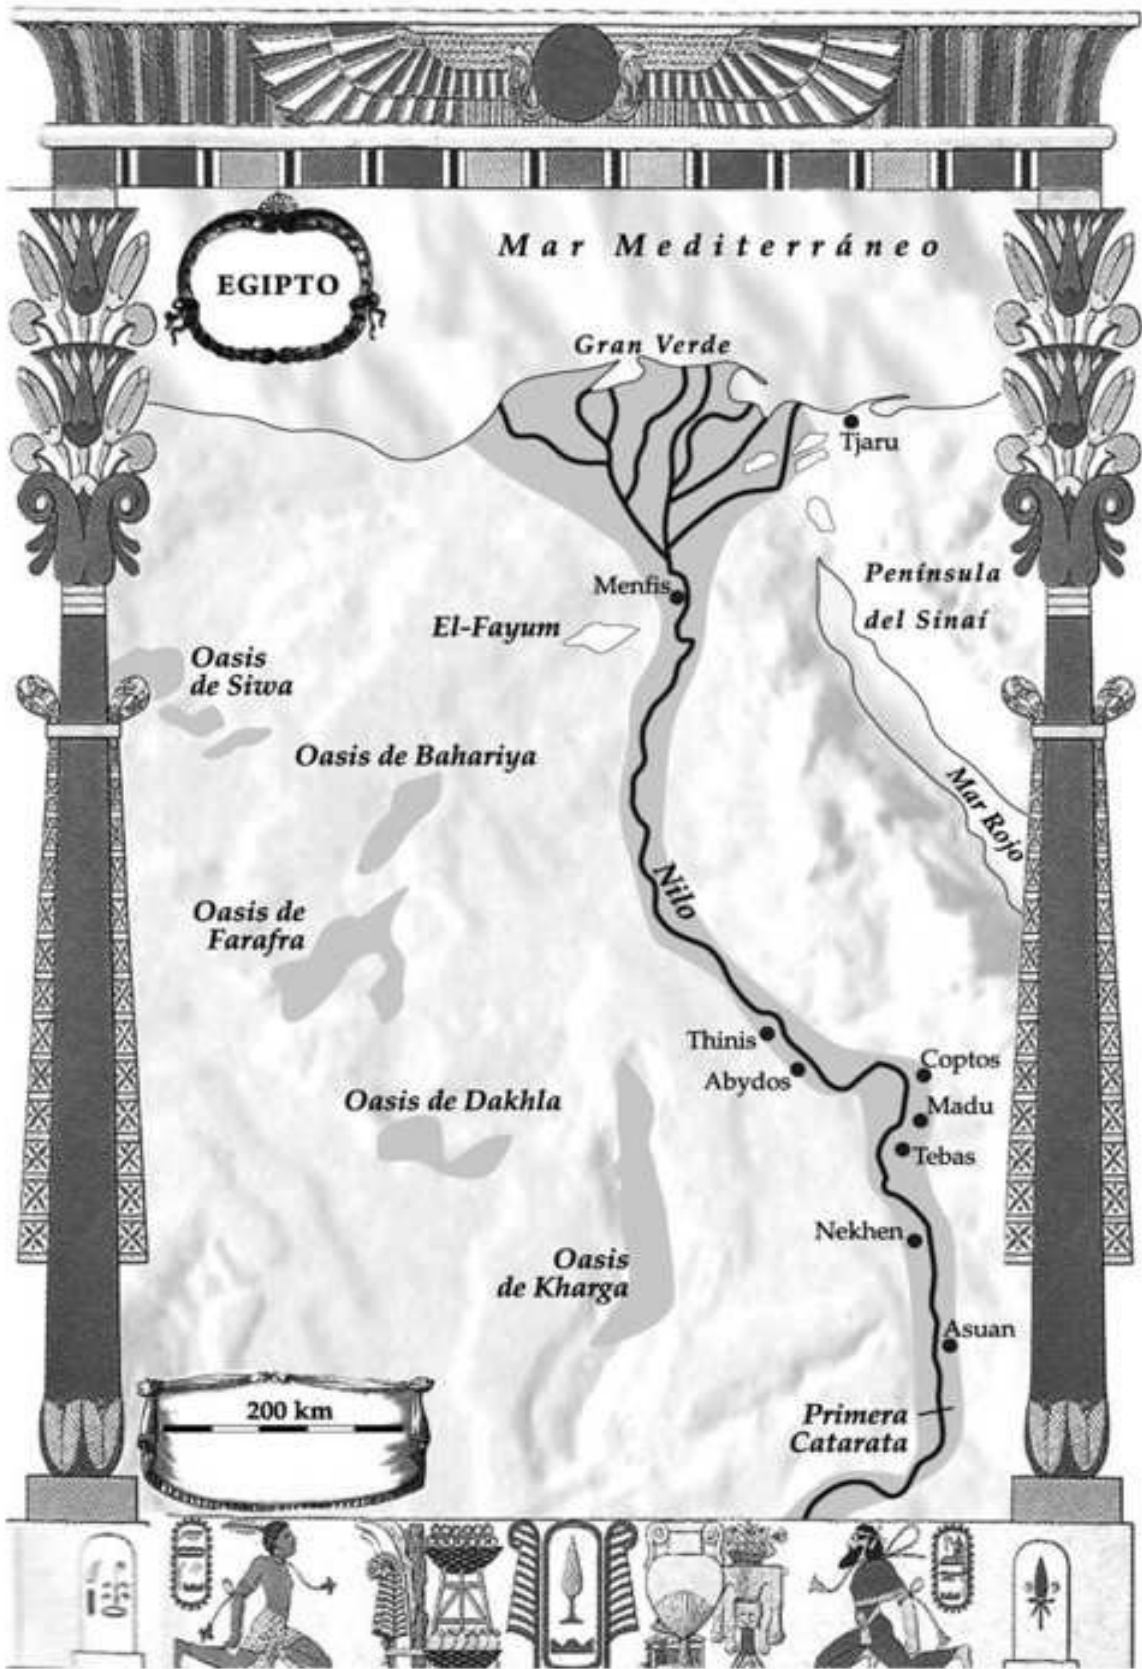 Mar Mediterráneo
EGIPTO
Gran Verde
Tjaru
Península
del Sinaí
Menfis
El-Fayum
Oasis
de Siwa
Oasis de Bahariya
Mar Rojo
Nilo
Oasis de
Farafra
Thinis
Abydos
Coptos
Oasis de Dakhla
Madu
Tebas
Nekhen
Oasis
de Kharga
Asuan
200 km
Primera
Catarata